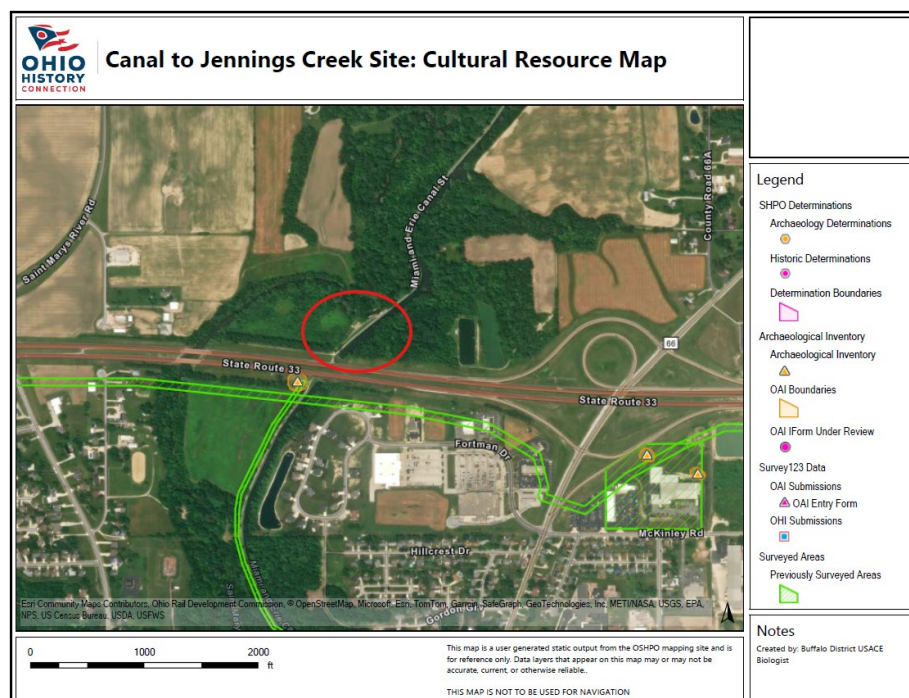 OHIO
HISTORY
CONNECTION
Canal to Jennings Creek Site: Cultural Resource Map
Saint Marys River Rd
Miami and Erie Canal St
County Road 66A
66
State Route 33
State Route 33
Fortman Dr
McKinley Rd
Hillcrest Dr
Gordon
Esri Community Maps Contributors, Ohio Rail Development Commission, © OpenStreetMap, Microsoft, Esri, TomTom, Garmin, SafeGraph, GeoTechnologies, Inc, METI/NASA, USGS, EPA,
NPS, US Census Bureau, USDA, USFWS
0 1000 2000
ft
This map is a user generated static output from the OSHPO mapping site and is
for reference only. Data layers that appear on this map may or may not be
accurate, current, or otherwise reliable..
THIS MAP IS NOT TO BE USED FOR NAVIGATION
Legend
SHPO Determinations
Archaeology Determinations
Historic Determinations
Determination Boundaries
Archaeological Inventory
Archaeological Inventory
OAI Boundaries
OAI IForm Under Review
Survey123 Data
OAI Submissions
OAI Entry Form
OHI Submissions
Surveyed Areas
Previously Surveyed Areas
Notes
Created by: Buffalo District USACE
Biologist